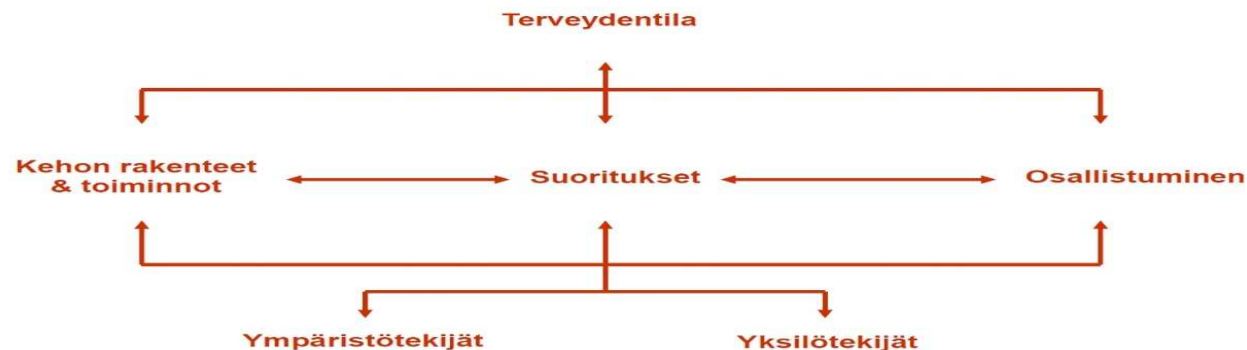 Terveydentila
Kehon rakenteet
& toiminnot
Suoritukset
Osallistuminen
Ympäristötekijät
Yksilötekijät